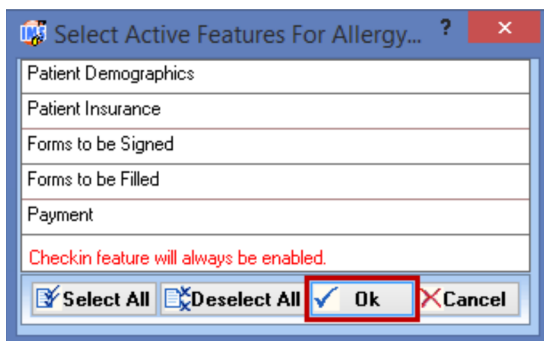 Select Active Features For Allergy... ? ×
Patient Demographics
Patient Insurance
Forms to be Signed
Forms to be Filled
Payment
Checkin feature will always be enabled.
Select All Deselect All Ok Cancel